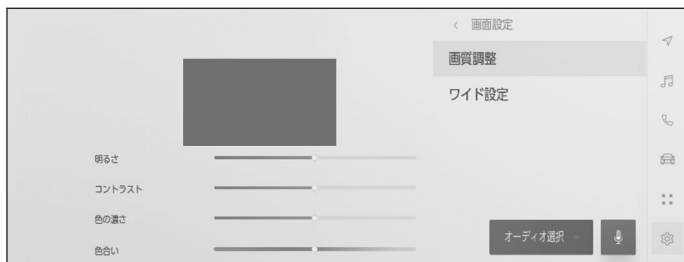 画面設定
画質調整
ワイド設定
明るさ
コントラスト
色の濃さ
色合い
オーディオ選択